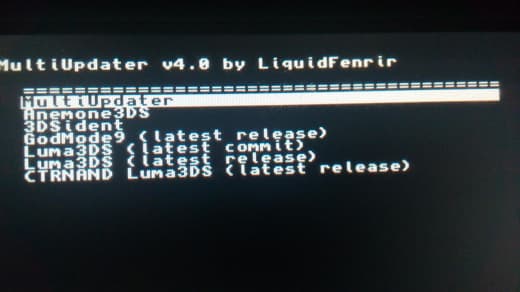 MultiUpdater v4.0 by LiquidFenrir
================================================
MultiUpdater
Anemone3DS
3DSident
GodMode9 (latest release)
Luma3DS (latest commit)
Luma3DS (latest release)
CTRNAND Luma3DS (latest release)